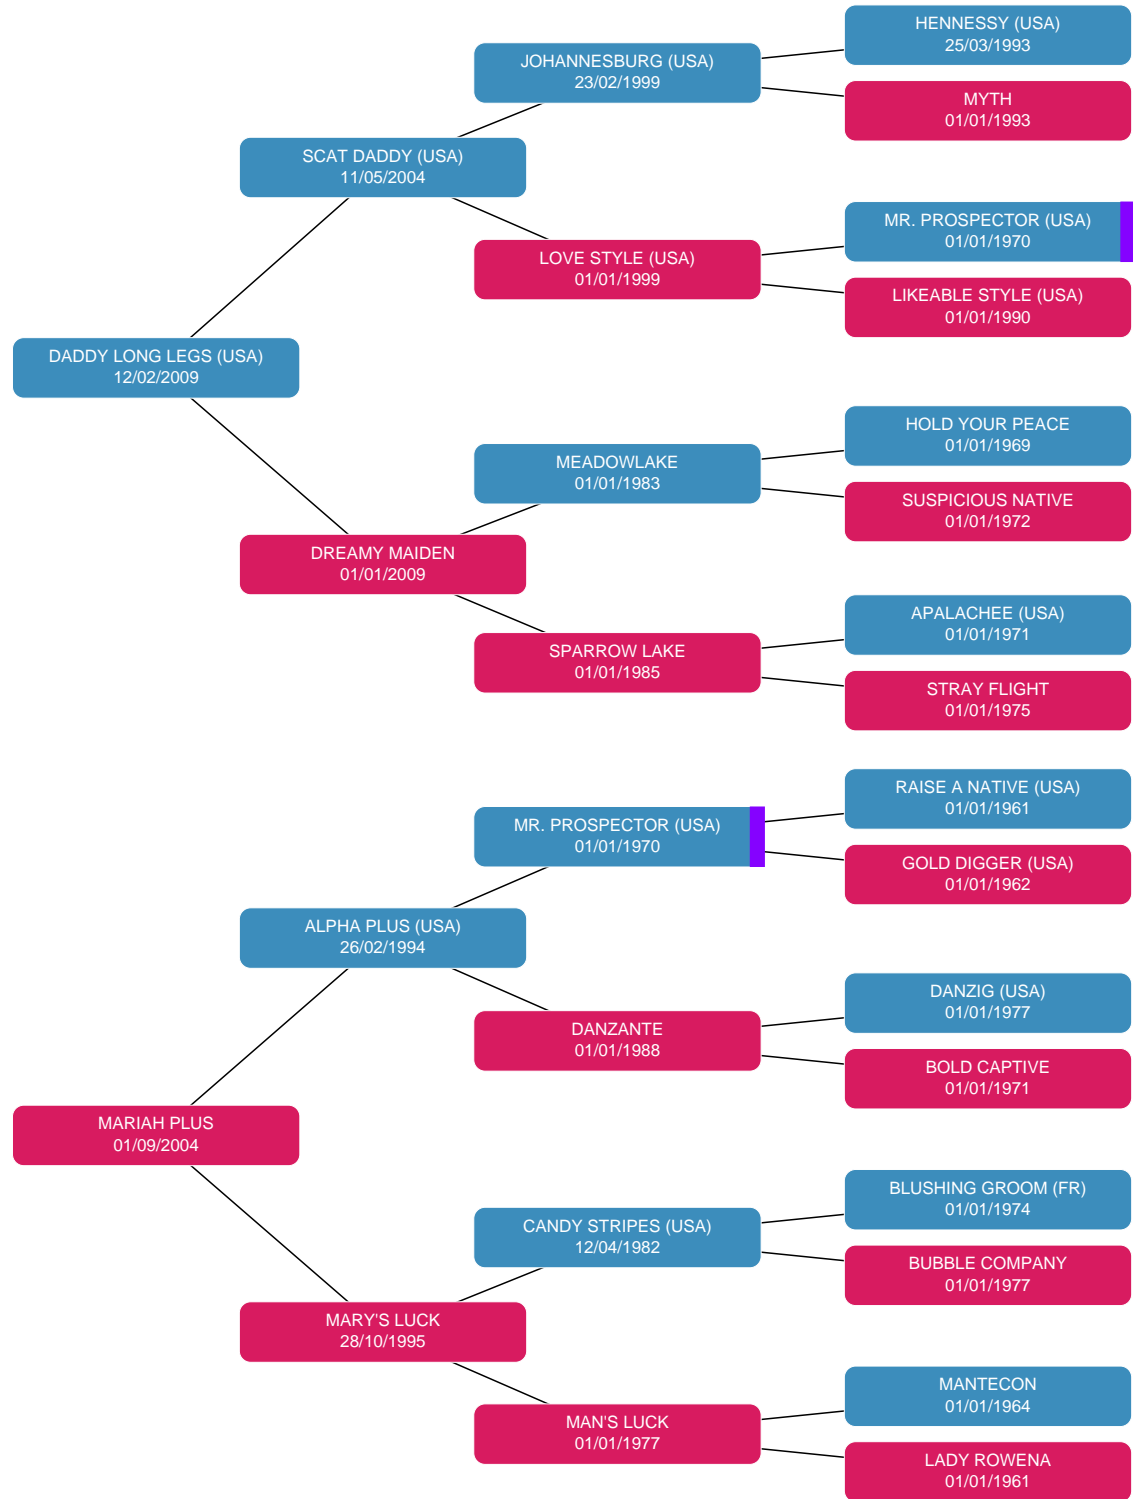 HENNESSY (USA)
25/03/1993
JOHANNESBURG (USA)
23/02/1999
MYTH
01/01/1993
SCAT DADDY (USA)
11/05/2004
MR. PROSPECTOR (USA)
01/01/1970
LOVE STYLE (USA)
01/01/1999
LIKEABLE STYLE (USA)
01/01/1990
DADDY LONG LEGS (USA)
12/02/2009
HOLD YOUR PEACE
01/01/1969
MEADOWLAKE
01/01/1983
SUSPICIOUS NATIVE
01/01/1972
DREAMY MAIDEN
01/01/2009
APALACHEE (USA)
01/01/1971
SPARROW LAKE
01/01/1985
STRAY FLIGHT
01/01/1975
RAISE A NATIVE (USA)
01/01/1961
MR. PROSPECTOR (USA)
01/01/1970
GOLD DIGGER (USA)
01/01/1962
ALPHA PLUS (USA)
26/02/1994
DANZIG (USA)
01/01/1977
DANZANTE
01/01/1988
BOLD CAPTIVE
01/01/1971
MARIAH PLUS
01/09/2004
BLUSHING GROOM (FR)
01/01/1974
CANDY STRIPES (USA)
12/04/1982
BUBBLE COMPANY
01/01/1977
MARY'S LUCK
28/10/1995
MANTECON
01/01/1964
MAN'S LUCK
01/01/1977
LADY ROWENA
01/01/1961